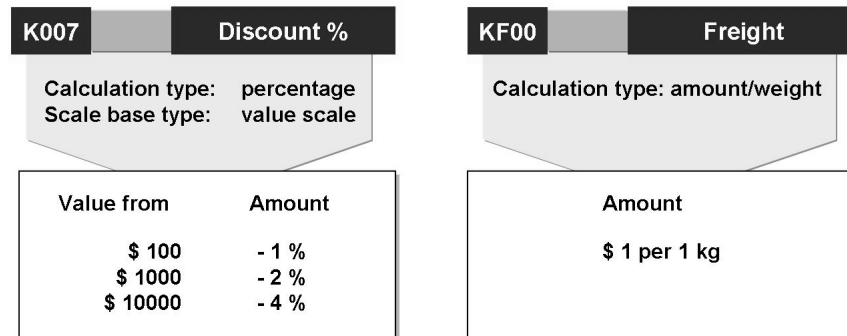 K007 Discount %
Calculation type: percentage
Scale base type: value scale
Value from Amount
$ 100 - 1 %
$ 1000 - 2 %
$ 10000 - 4 %
KF00 Freight
Calculation type: amount/weight
Amount
$ 1 per 1 kg